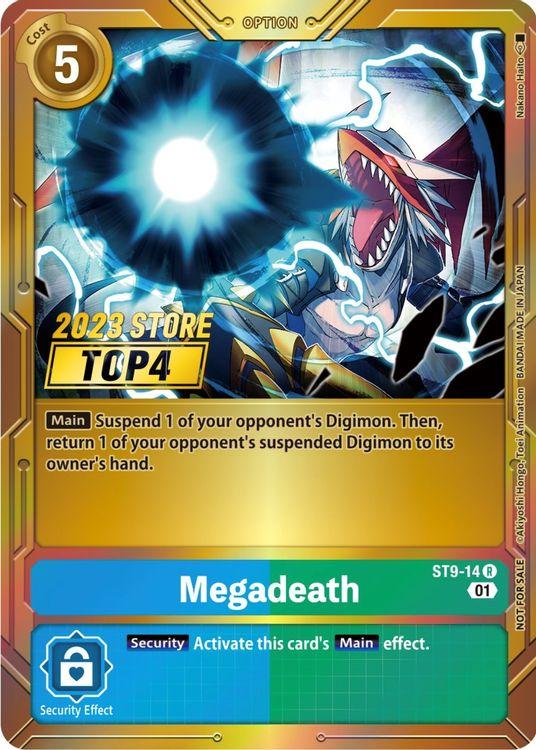 OPTION
Cost
5
Nakano Haito
2023 STORE
TOP4
Main Suspend 1 of your opponent's Digimon. Then,
return 1 of your opponent's suspended Digimon to its
owner's hand.
©Akiyoshi Hongo, Toei Animation BANDAI MADE IN JAPAN
NOT FOR SALE
Megadeath
ST9-14 R
01
Security Activate this card's Main effect.
Security Effect